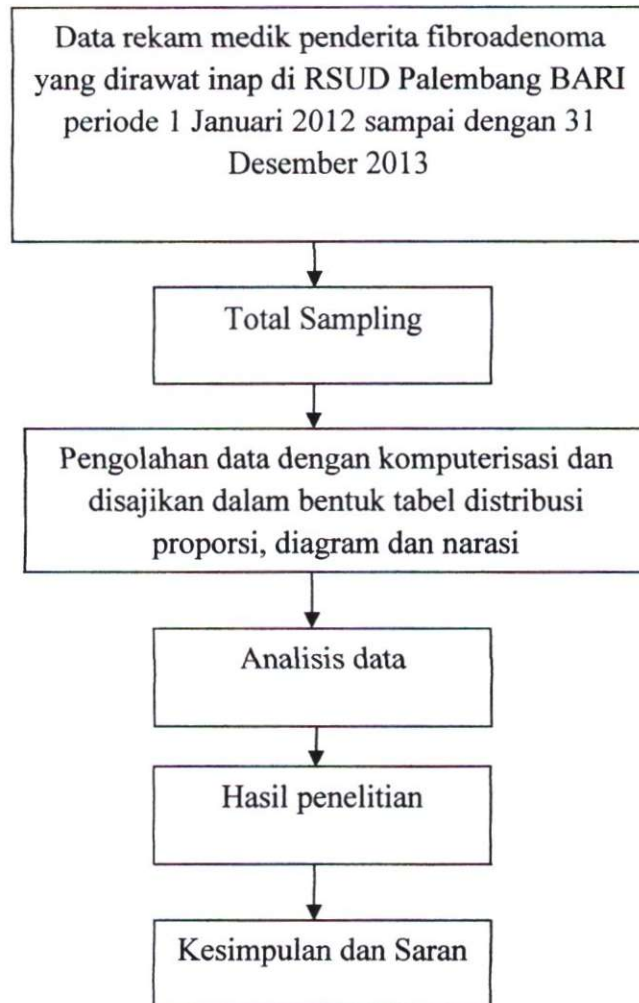 Data rekam medik penderita fibroadenoma
yang dirawat inap di RSUD Palembang BARI
periode 1 Januari 2012 sampai dengan 31
Desember 2013
Total Sampling
Pengolahan data dengan komputerisasi dan
disajikan dalam bentuk tabel distribusi
proporsi, diagram dan narasi
Analisis data
Hasil penelitian
Kesimpulan dan Saran